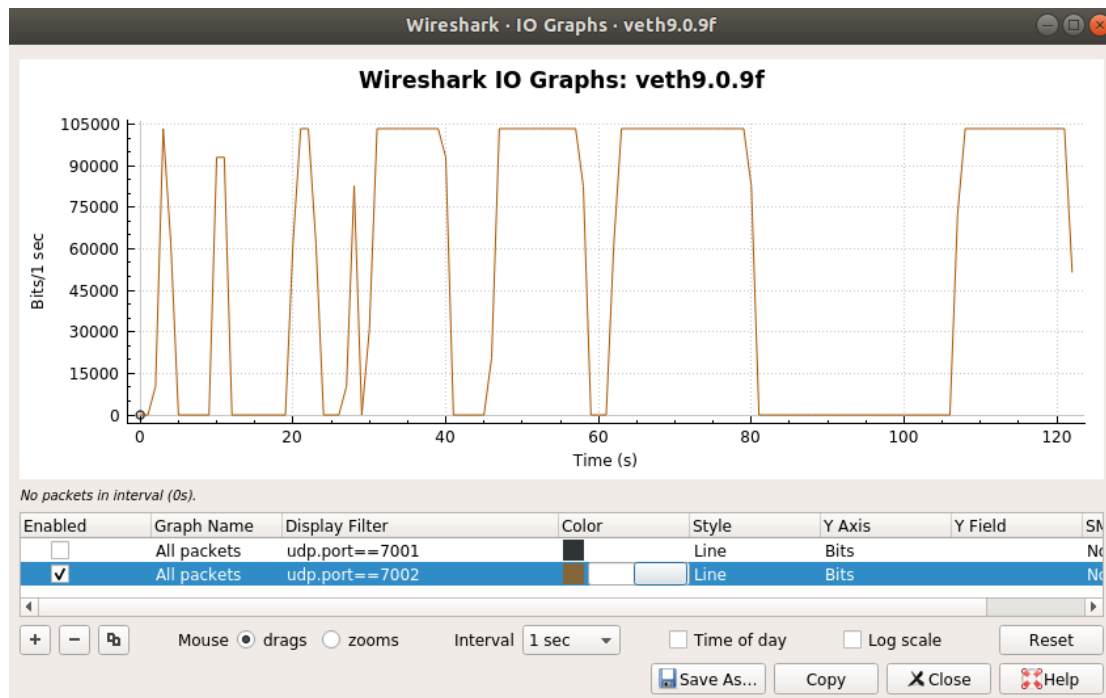 Wireshark · IO Graphs · veth9.0.9f
Wireshark IO Graphs: veth9.0.9f
105000
90000
75000
60000
45000
30000
15000
0
Bits/1 sec
0 20 40 60 80 100 120
Time (s)
No packets in interval (0s).
Enabled Graph Name Display Filter Color Style Y Axis Y Field SM
All packets udp.port==7001 Line Bits No
All packets udp.port==7002 Line Bits No
+ − Mouse drags zooms Interval 1 sec Time of day Log scale Reset
Save As... Copy Close Help